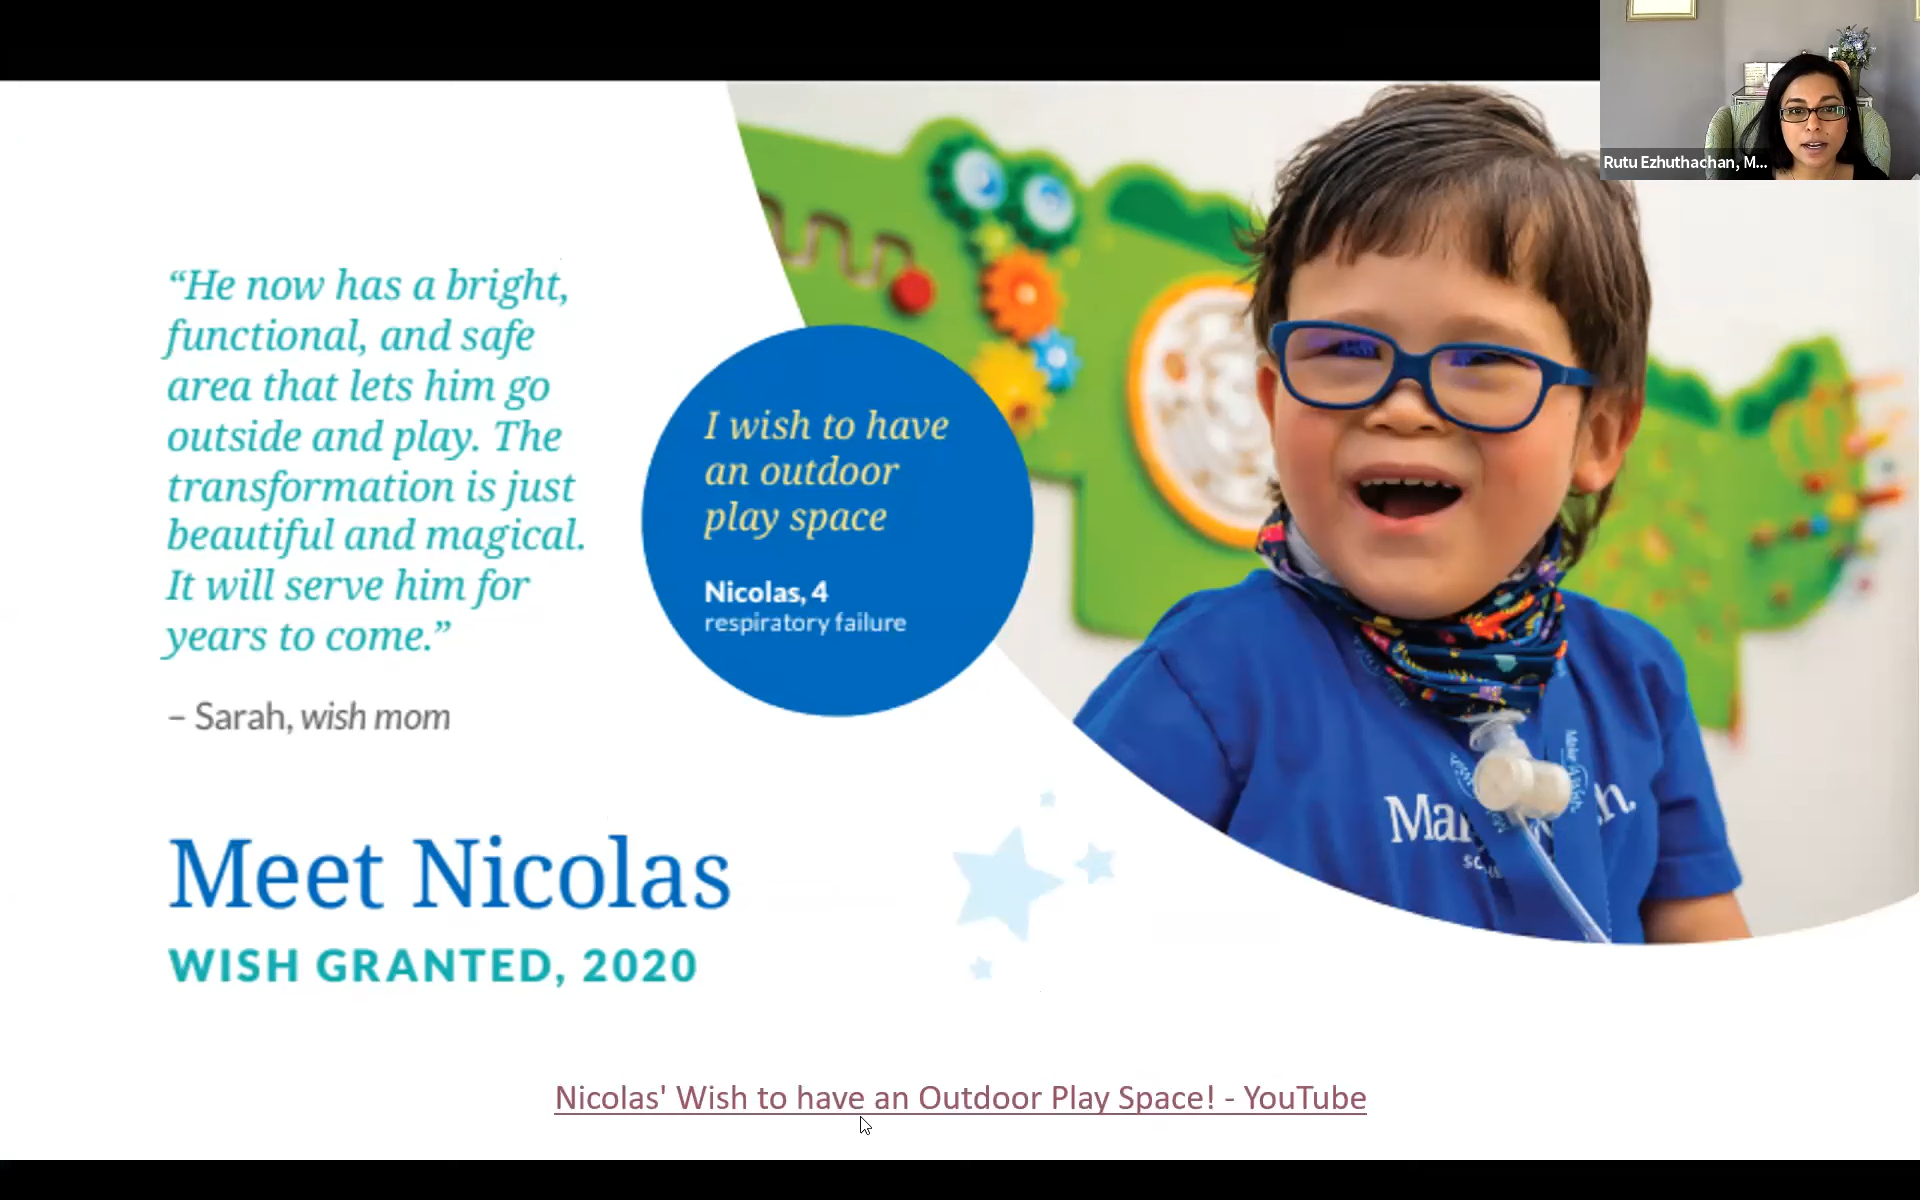 Rutu Ezhuthachan, M...
“He now has a bright,
functional, and safe
area that lets him go
outside and play. The
transformation is just
beautiful and magical.
It will serve him for
years to come.”
– Sarah, wish mom
I wish to have
an outdoor
play space
Nicolas, 4
respiratory failure
Meet Nicolas
WISH GRANTED, 2020
Nicolas' Wish to have an Outdoor Play Space! - YouTube